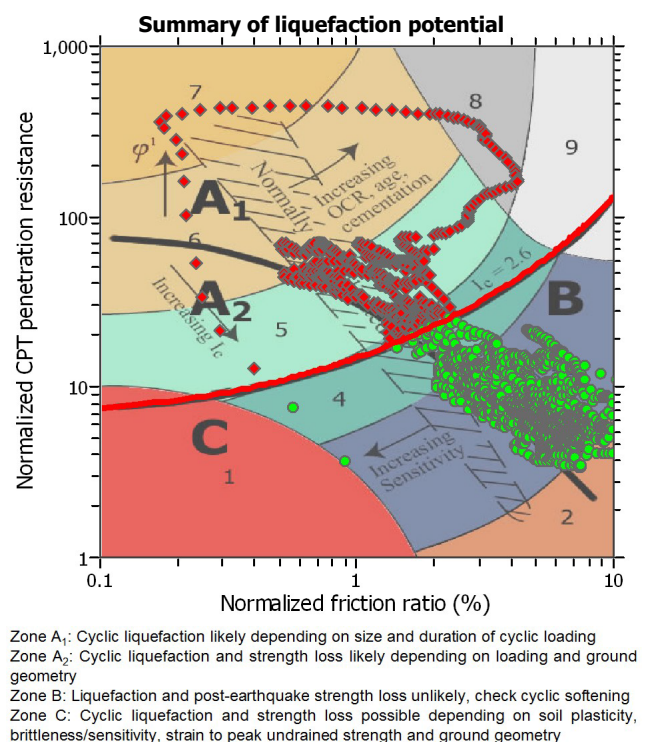 Summary of liquefaction potential
1,000
7
8
9
φ¹
Normally
Increasing
OCR, age,
cementation
A1
100
6
Ic = 2.6
A2
B
Increasing Ic
5
10
4
C
1
Increasing
Sensitivity
2
1
0.1
1
10
Normalized CPT penetration resistance
Normalized friction ratio (%)
Zone A1: Cyclic liquefaction likely depending on size and duration of cyclic loading
Zone A2: Cyclic liquefaction and strength loss likely depending on loading and ground
geometry
Zone B: Liquefaction and post-earthquake strength loss unlikely, check cyclic softening
Zone C: Cyclic liquefaction and strength loss possible depending on soil plasticity,
brittleness/sensitivity, strain to peak undrained strength and ground geometry